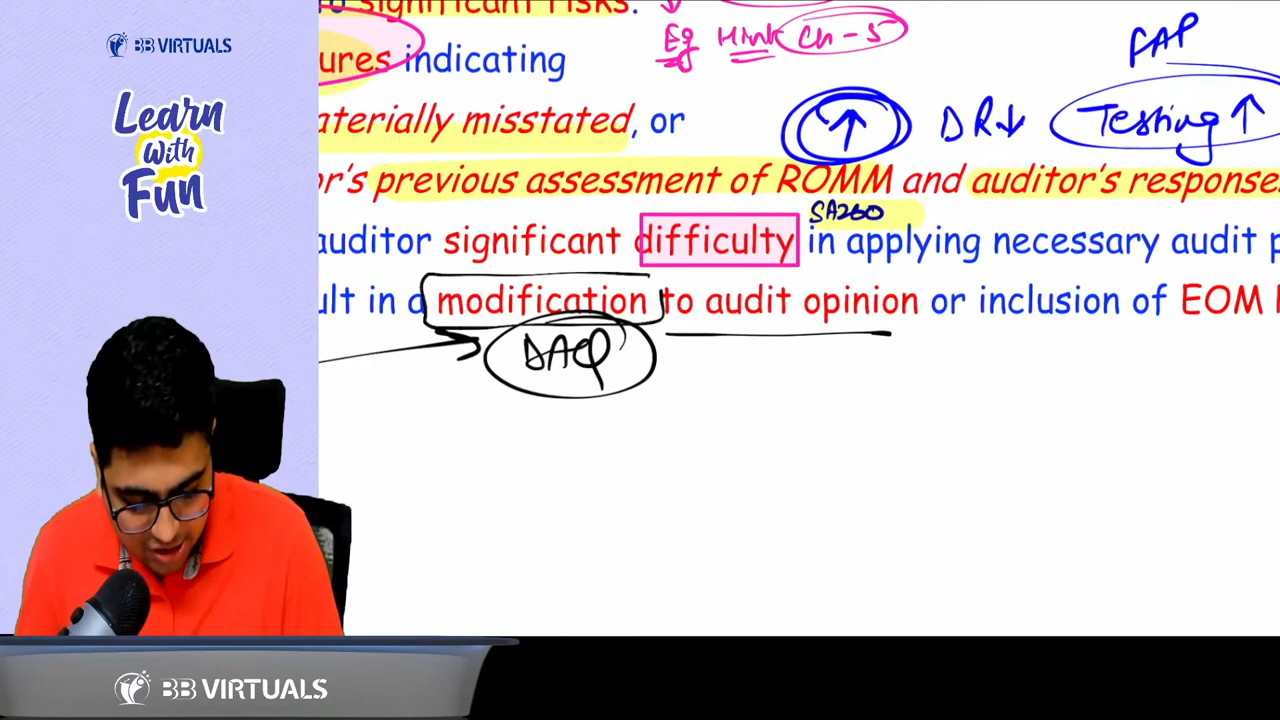 BB VIRTUALS
Learn
With
Fun
significant risks.
Eg Hink Ch-5
FAP
ures indicating
aterially misstated, or
↑ DR↓ Testing ↑
or's previous assessment of ROMM and auditor's response
SA260
auditor significant difficulty in applying necessary audit p
ult in a modification to audit opinion or inclusion of EOM
DAQ
BB VIRTUALS